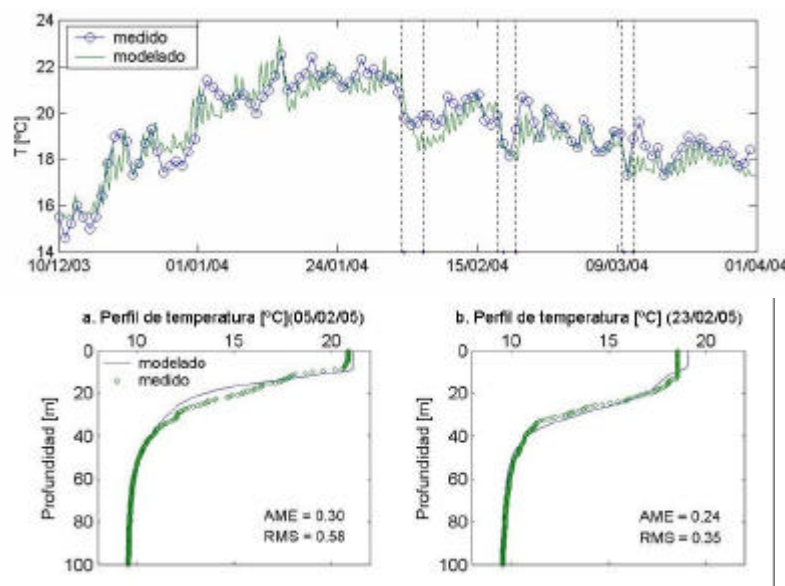 24
22
20
18
16
14
T [ºC]
medido
modelado
10/12/03 01/01/04 24/01/04 15/02/04 09/03/04 01/04/04
a. Perfil de temperatura [ºC](05/02/05)
10 15 20
0
20
40
60
80
100
Profundidad [m]
modelado
medido
AME = 0.30
RMS = 0.58
b. Perfil de temperatura [ºC] (23/02/05)
10 15 20
0
20
40
60
80
100
Profundidad [m]
AME = 0.24
RMS = 0.35